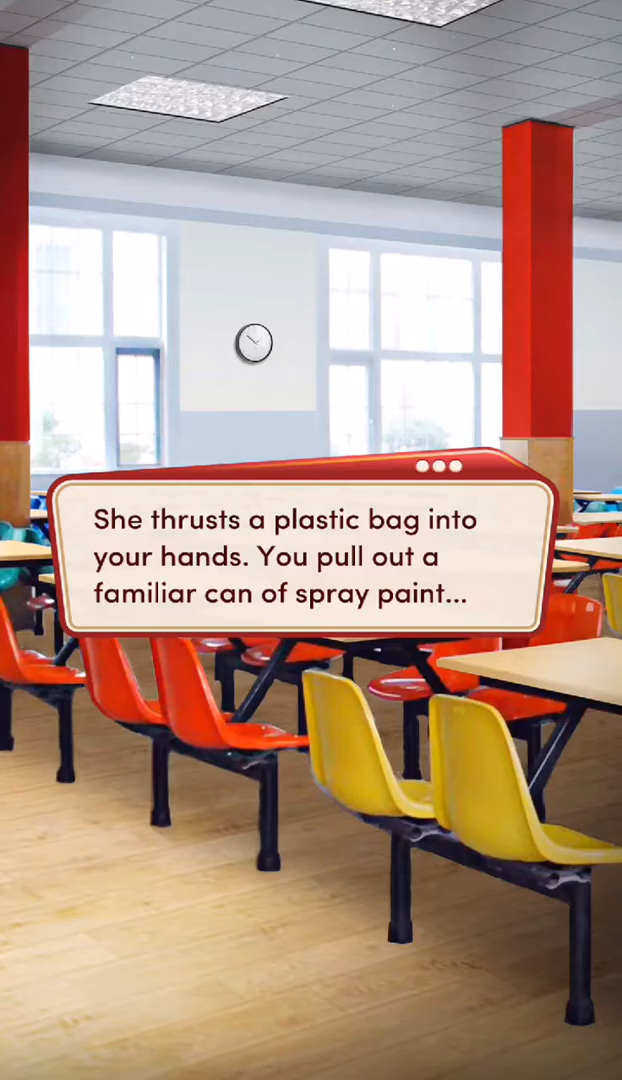 She thrusts a plastic bag into
your hands. You pull out a
familiar can of spray paint...